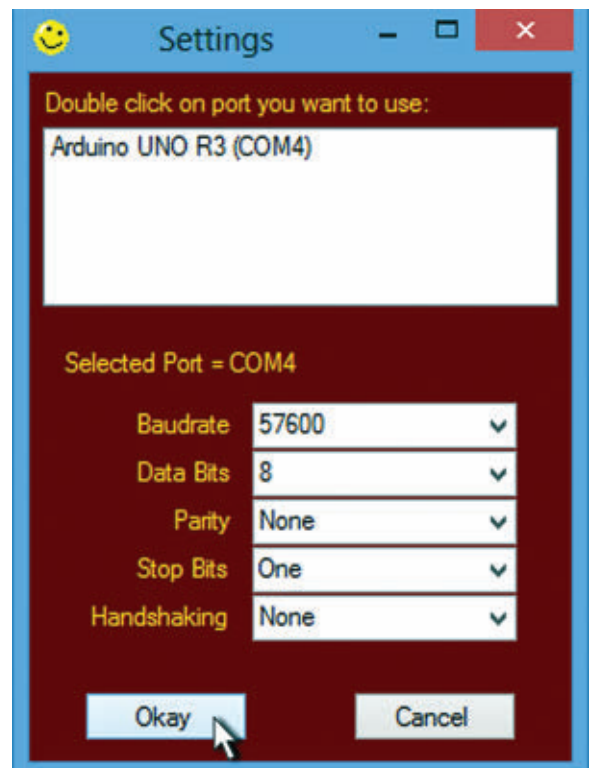 Settings
Double click on port you want to use:
Arduino UNO R3 (COM4)
Selected Port = COM4
Baudrate 57600
Data Bits 8
Parity None
Stop Bits One
Handshaking None
Okay Cancel